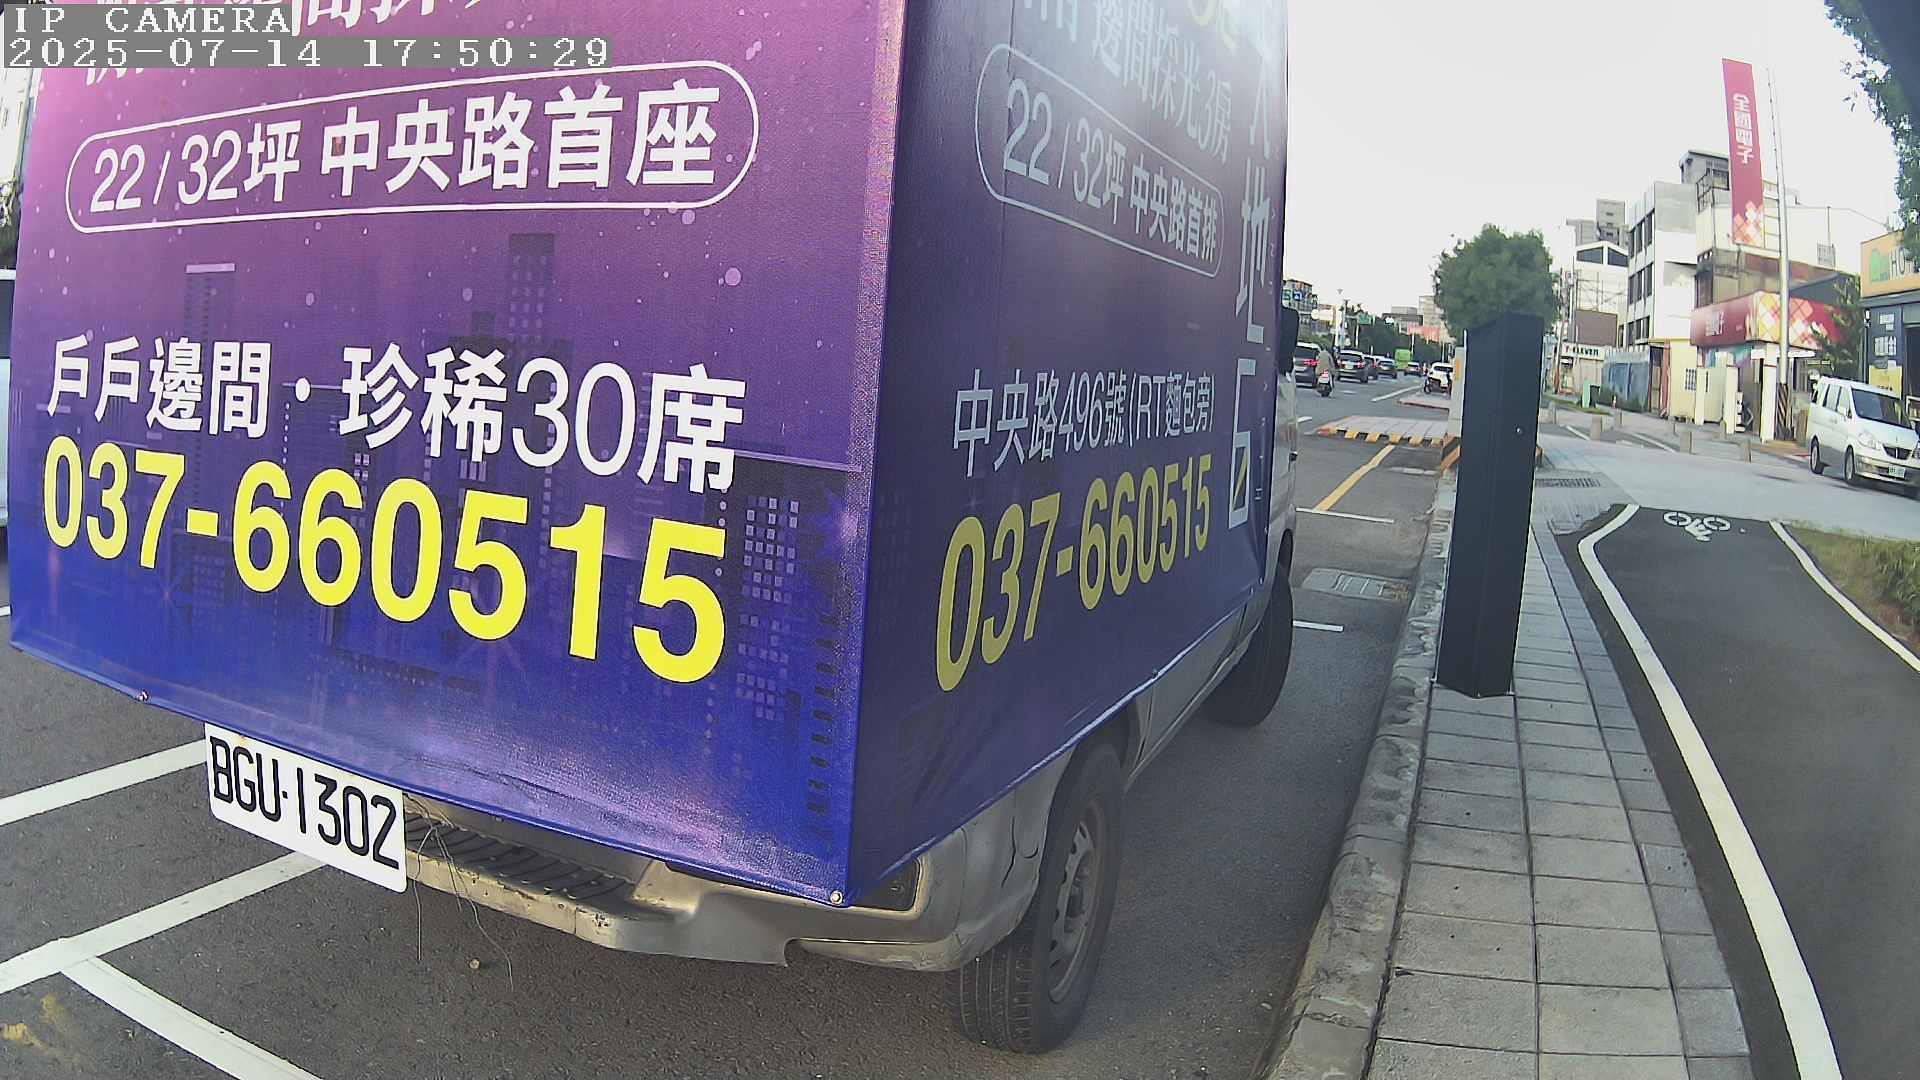 IP CAMERA
2025-07-14 17:50:29
22/32坪 中央路首座
戶戶邊間·珍稀30席
037-660515
BGU·1302
邊間採光3房
22/32坪 中央路首排
中央路496號(RT麵包旁)
037-660515
全國電子